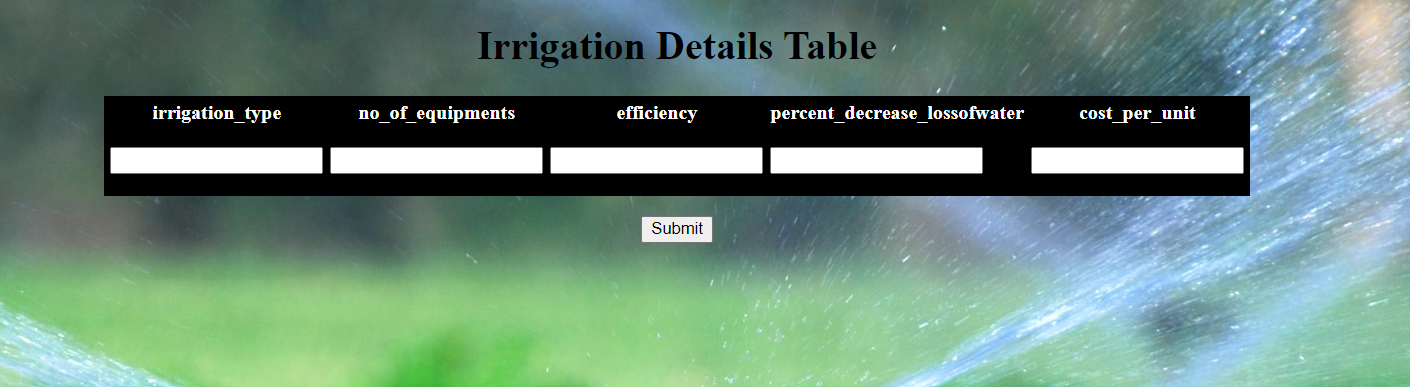 Irrigation Details Table
irrigation_type no_of_equipments efficiency percent_decrease_lossofwater cost_per_unit
Submit